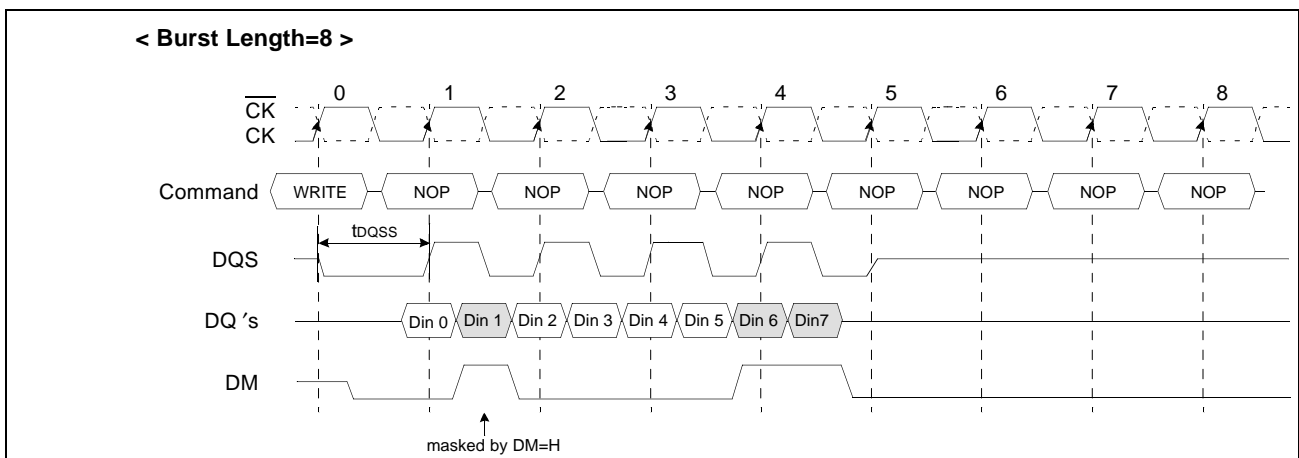 < Burst Length=8 >
0 1 2 3 4 5 6 7 8
CK
CK
Command WRITE NOP NOP NOP NOP NOP NOP NOP NOP
tDQSS
DQS
DQ ′s Din 0 Din 1 Din 2 Din 3 Din 4 Din 5 Din 6 Din7
DM
masked by DM=H